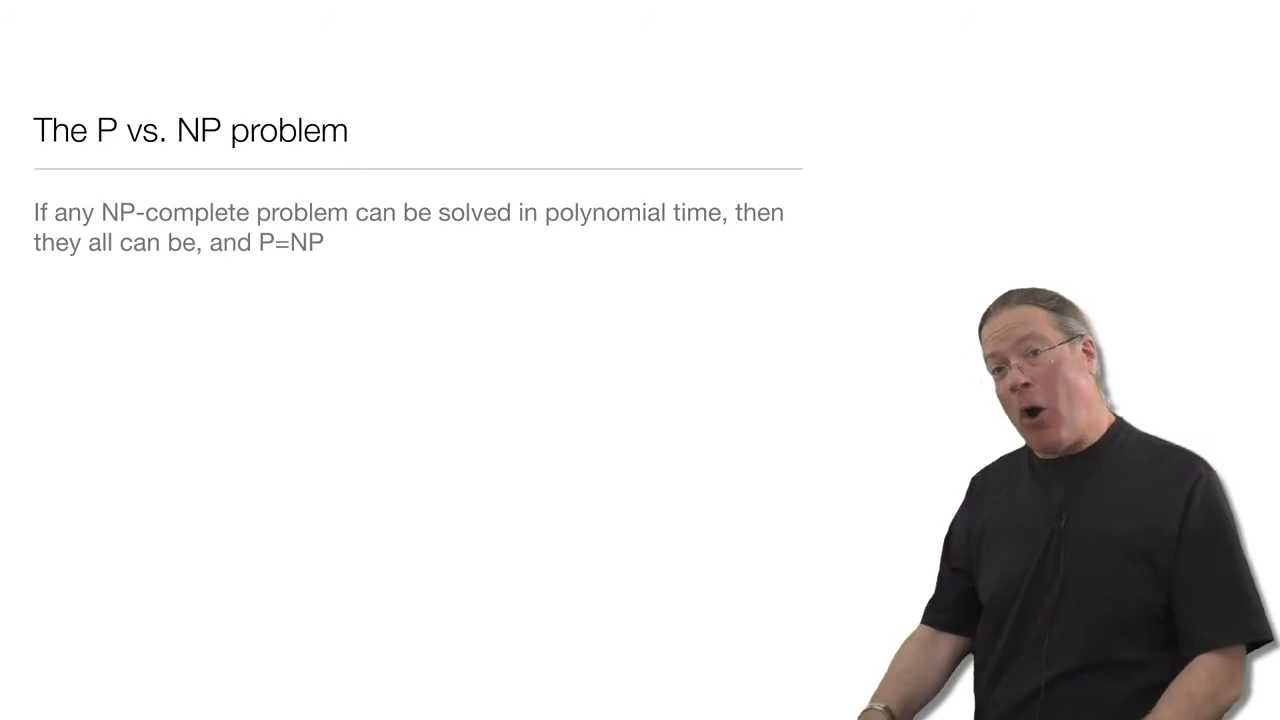 The P vs. NP problem
If any NP-complete problem can be solved in polynomial time, then
they all can be, and P=NP